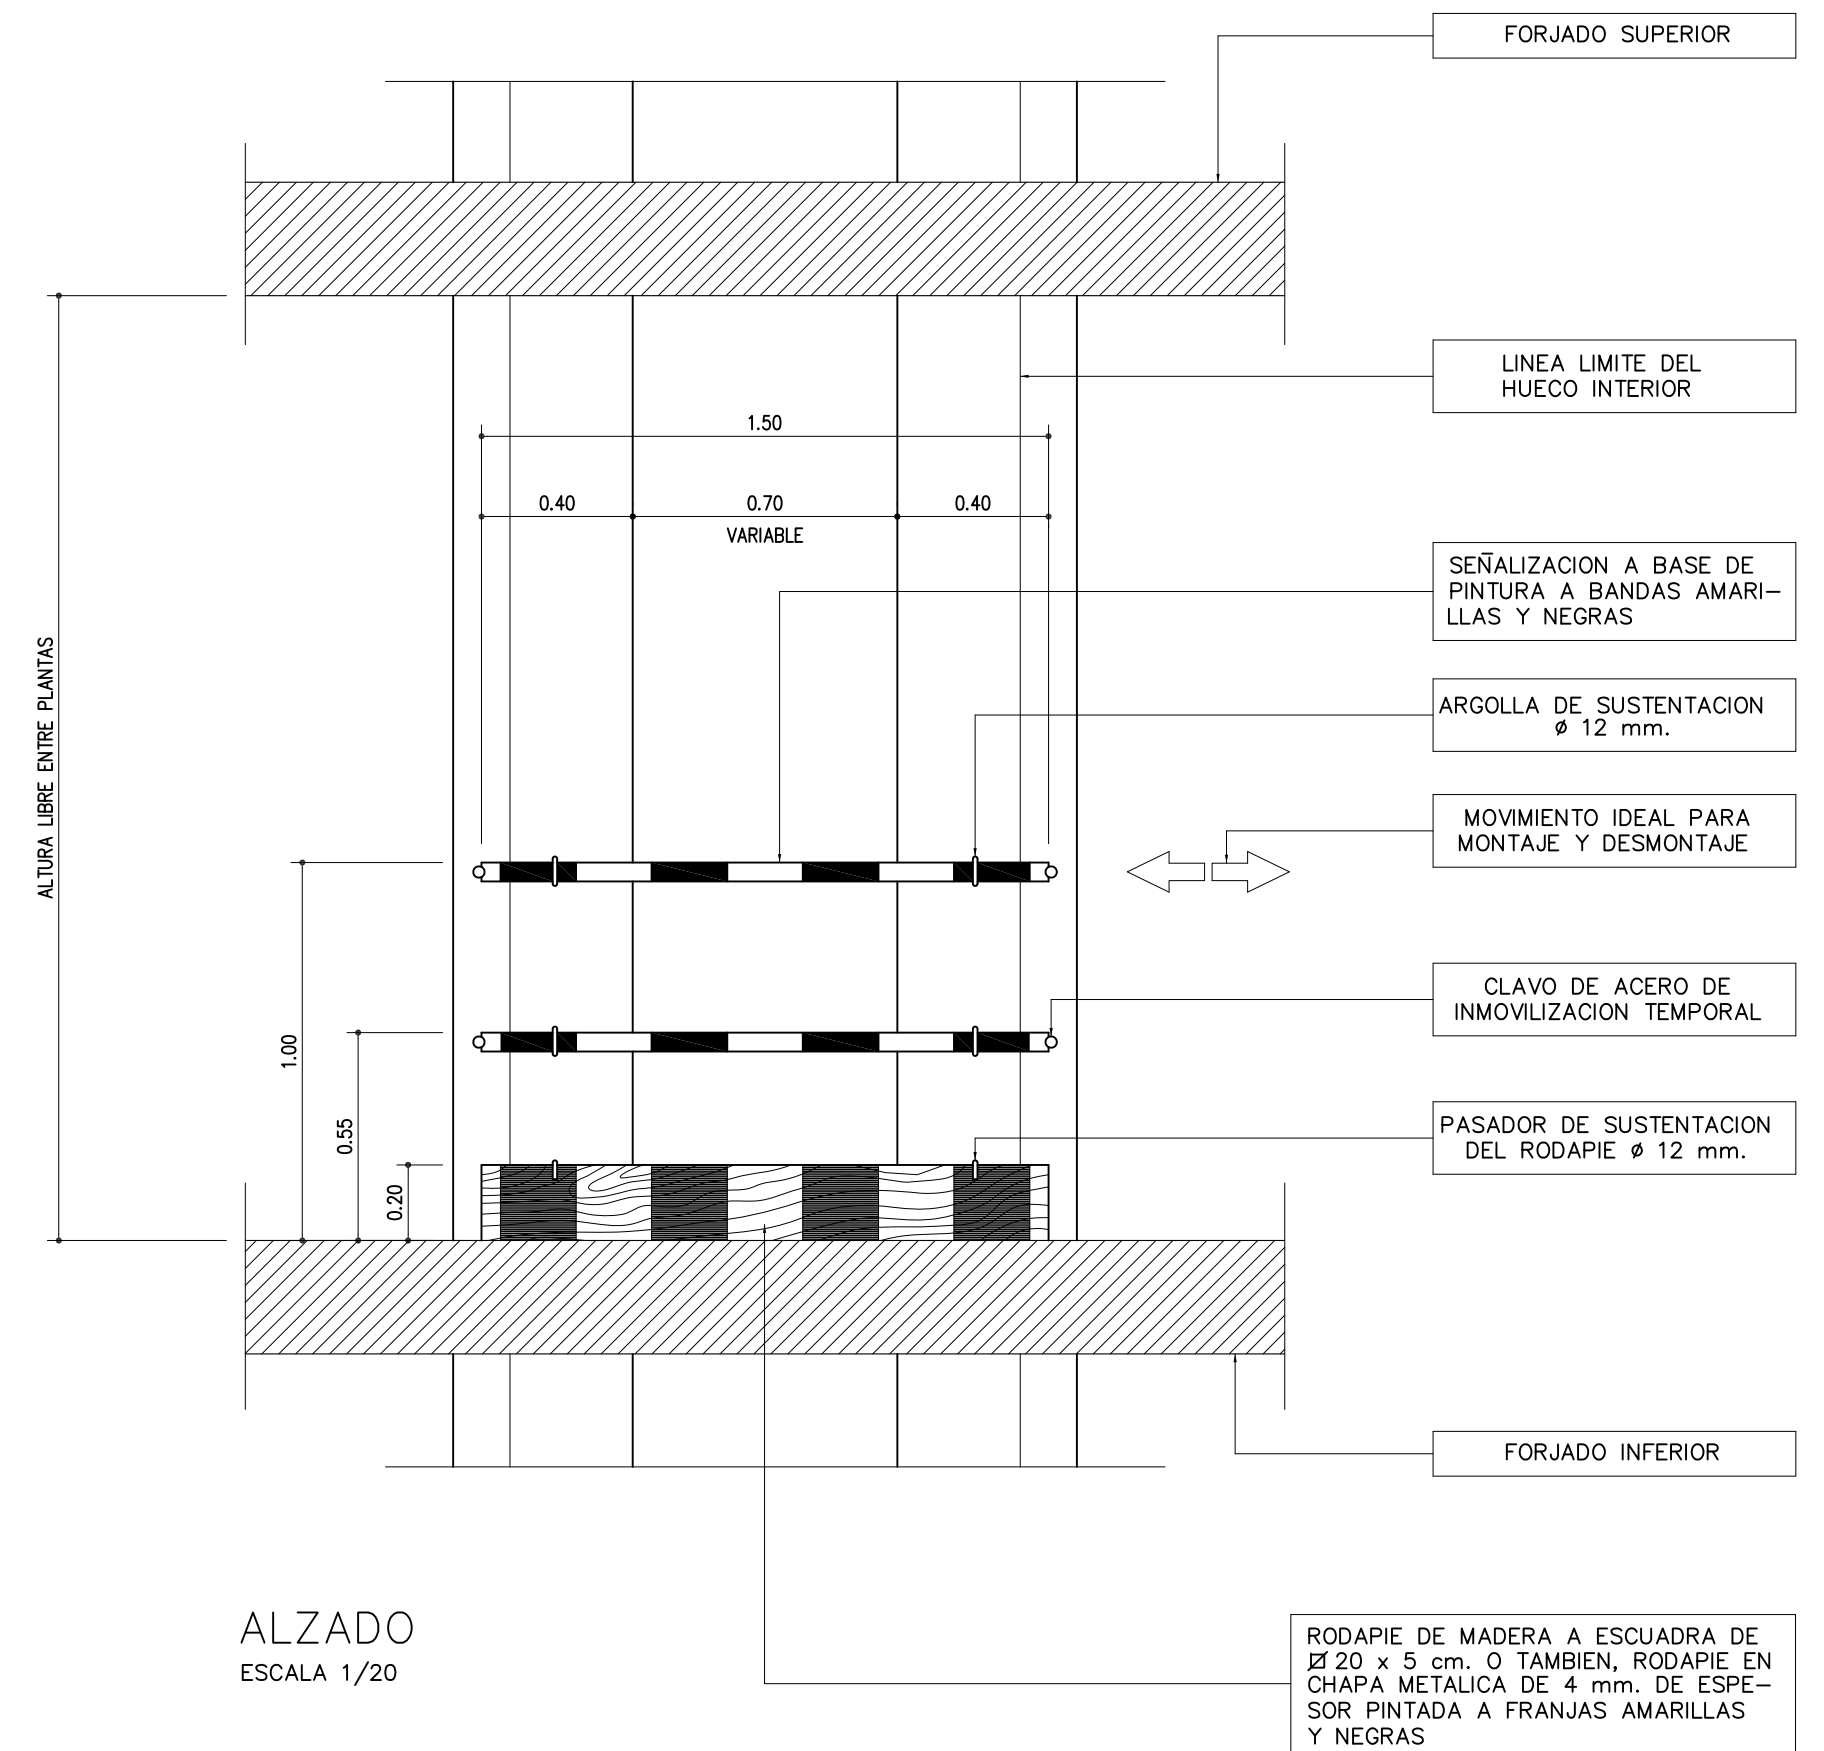 FORJADO SUPERIOR
LINEA LIMITE DEL
HUECO INTERIOR
1.50
0.40
0.70
0.40
VARIABLE
SEÑALIZACION A BASE DE
PINTURA A BANDAS AMARI-
LLAS Y NEGRAS
ALTURA LIBRE ENTRE PLANTAS
ARGOLLA DE SUSTENTACION
ø 12 mm.
MOVIMIENTO IDEAL PARA
MONTAJE Y DESMONTAJE
CLAVO DE ACERO DE
INMOVILIZACION TEMPORAL
1.00
0.55
0.20
PASADOR DE SUSTENTACION
DEL RODAPIE ø 12 mm.
FORJADO INFERIOR
ALZADO
ESCALA 1/20
RODAPIE DE MADERA A ESCUADRA DE
20 x 5 cm. O TAMBIEN, RODAPIE EN
CHAPA METALICA DE 4 mm. DE ESPE-
SOR PINTADA A FRANJAS AMARILLAS
Y NEGRAS